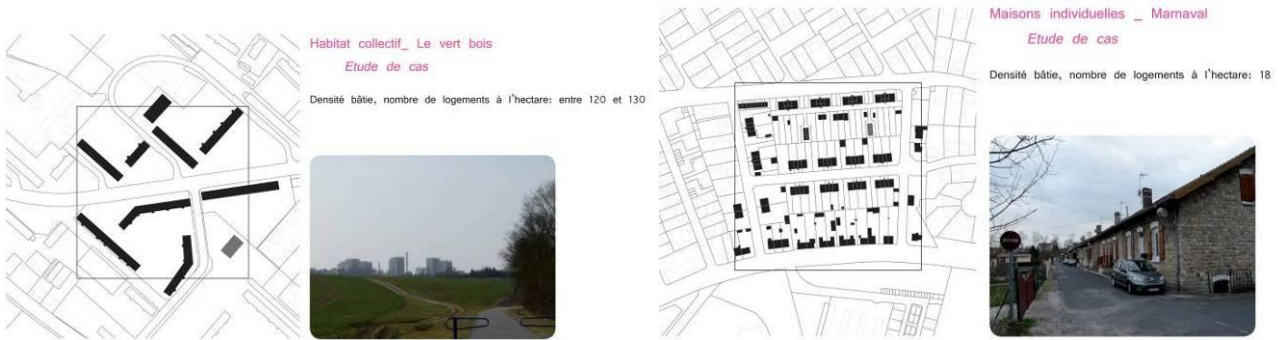 Habitat collectif_ Le vert bois
Etude de cas
Densité bâtie, nombre de logements à l'hectare: entre 120 et 130
Maisons individuelles _ Marnaval
Etude de cas
Densité bâtie, nombre de logements à l'hectare: 18